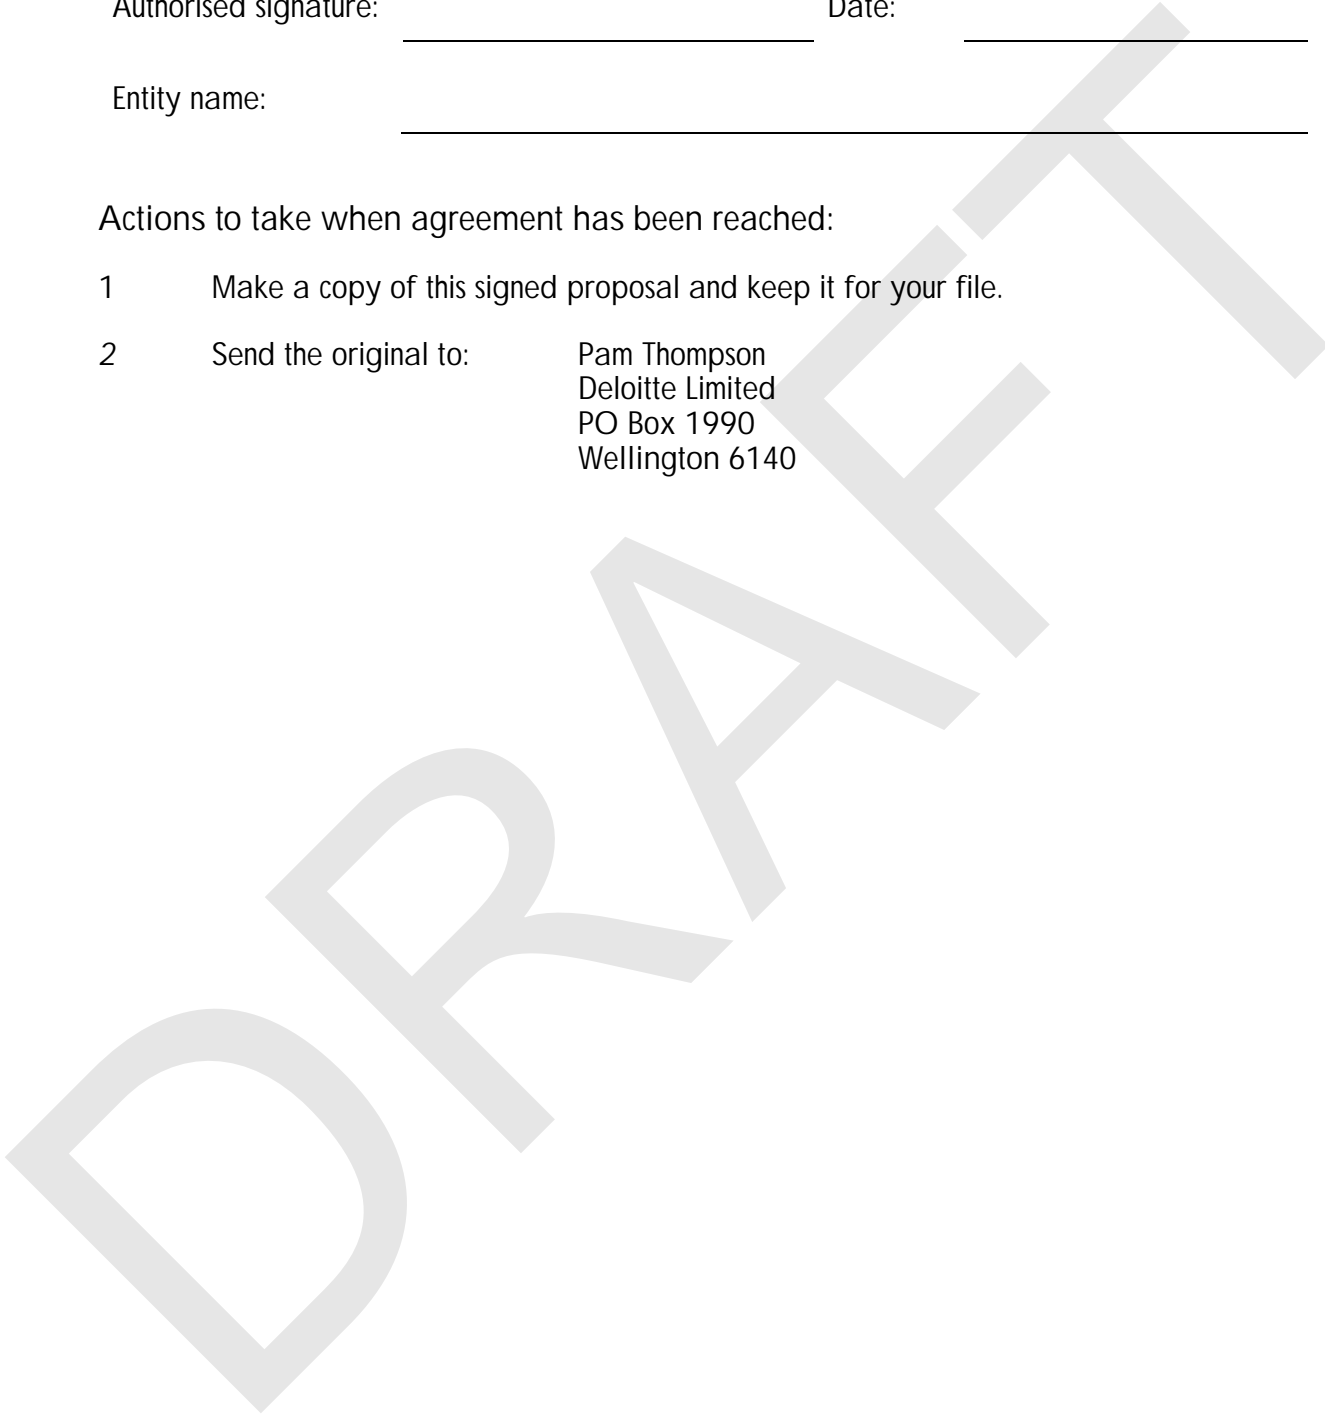 Authorised signature: Date:
Entity name:
Actions to take when agreement has been reached:
1 Make a copy of this signed proposal and keep it for your file.
2 Send the original to: Pam Thompson
Deloitte Limited
PO Box 1990
Wellington 6140
DRAFT